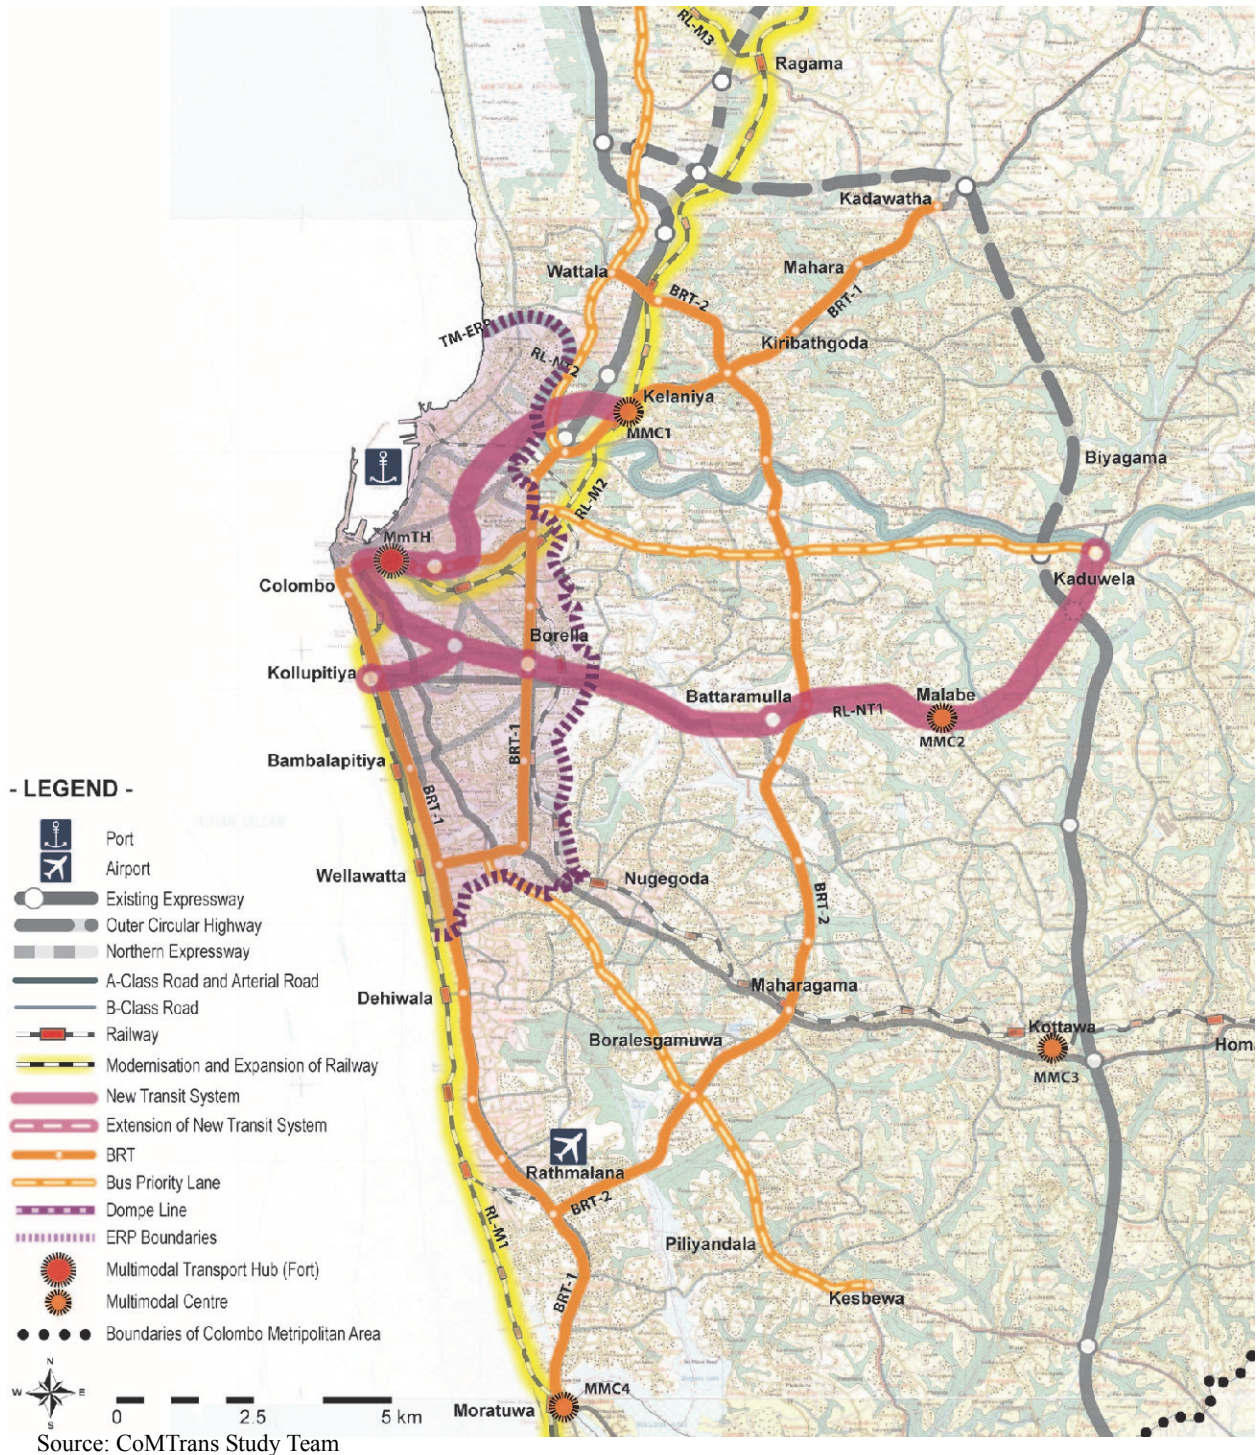 RL-M3
Ragama
Kadawatha
Mahara
Wattala
BRT-2
BRT-1
TM-ERP
Kiribathgoda
RL-NT2
Kelaniya
MMC1
Biyagama
RL-M2
MmTH
Colombo
Kaduwela
Borella
Kollupitiya
Battaramulla
Malabe
RL-NT1
MMC2
BRT-1
Bambalapitiya
BRT-1
Wellawatta
Nugegoda
BRT-2
Dehiwala
Maharagama
Boralesgamuwa
Kottawa
Homa
MMC3
Rathmalana
BRT-2
RL-M1
Piliyandala
BRT-1
Kesbewa
MMC4
Moratuwa
- LEGEND -
Port
Airport
Existing Expressway
Outer Circular Highway
Northern Expressway
A-Class Road and Arterial Road
B-Class Road
Railway
Modernisation and Expansion of Railway
New Transit System
Extension of New Transit System
BRT
Bus Priority Lane
Dompe Line
ERP Boundaries
Multimodal Transport Hub (Fort)
Multimodal Centre
Boundaries of Colombo Metripolitan Area
N
W E
S
0 2.5 5 km
Source: CoMTrans Study Team